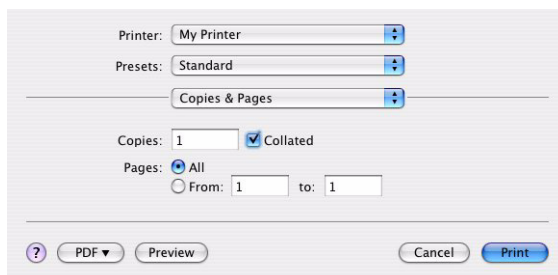 Printer: My Printer
Presets: Standard
Copies & Pages
Copies: 1 Collated
Pages: All
From: 1 to: 1
? PDF ▼ Preview Cancel Print